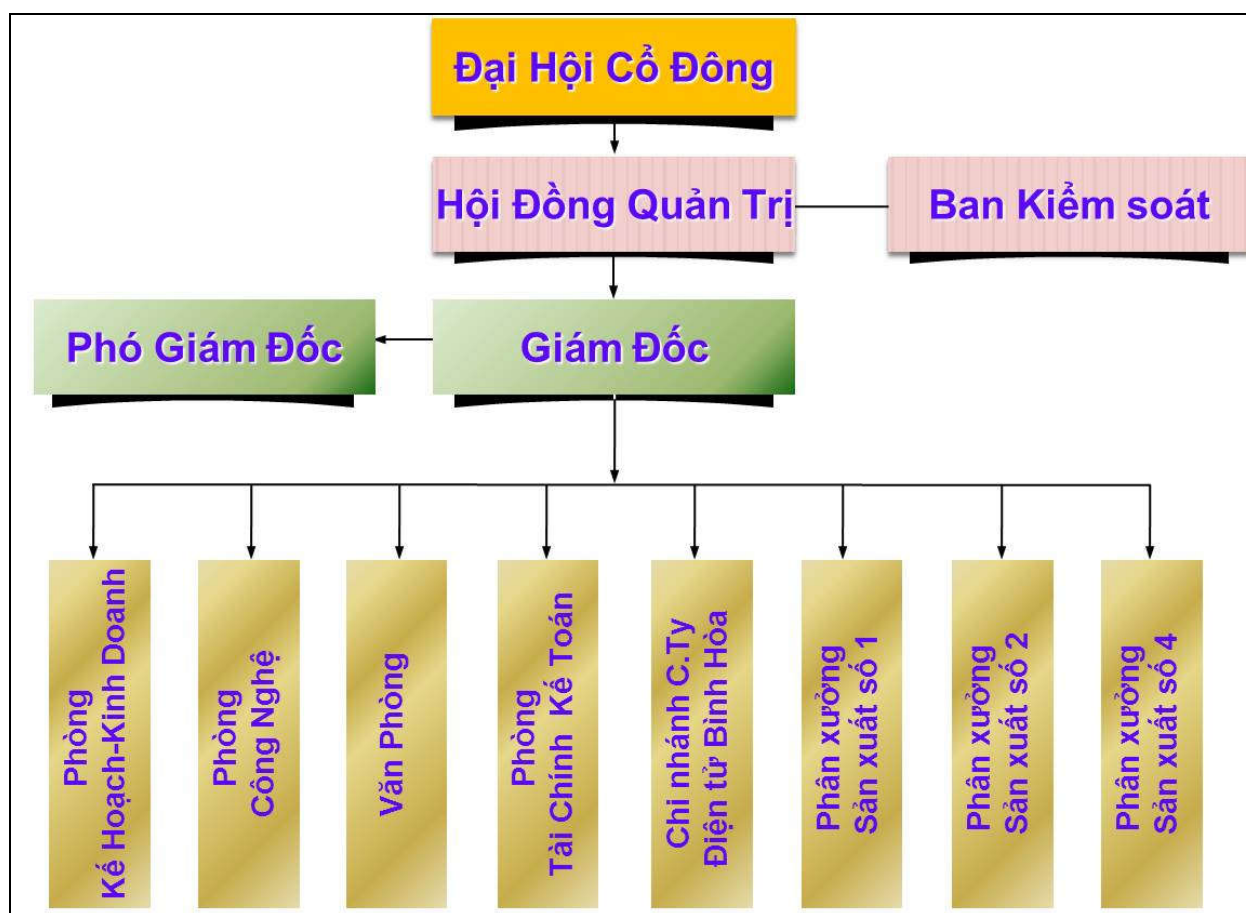 Đại Hội Cổ Đông
Hội Đồng Quản Trị
Ban Kiểm soát
Phó Giám Đốc
Giám Đốc
Phòng
Kế Hoạch-Kinh Doanh
Phòng
Công Nghệ
Văn Phòng
Phòng
Tài Chính Kế Toán
Chi nhánh C.Ty
Điện tử Bình Hòa
Phân xưởng
Sản xuất số 1
Phân xưởng
Sản xuất số 2
Phân xưởng
Sản xuất số 4